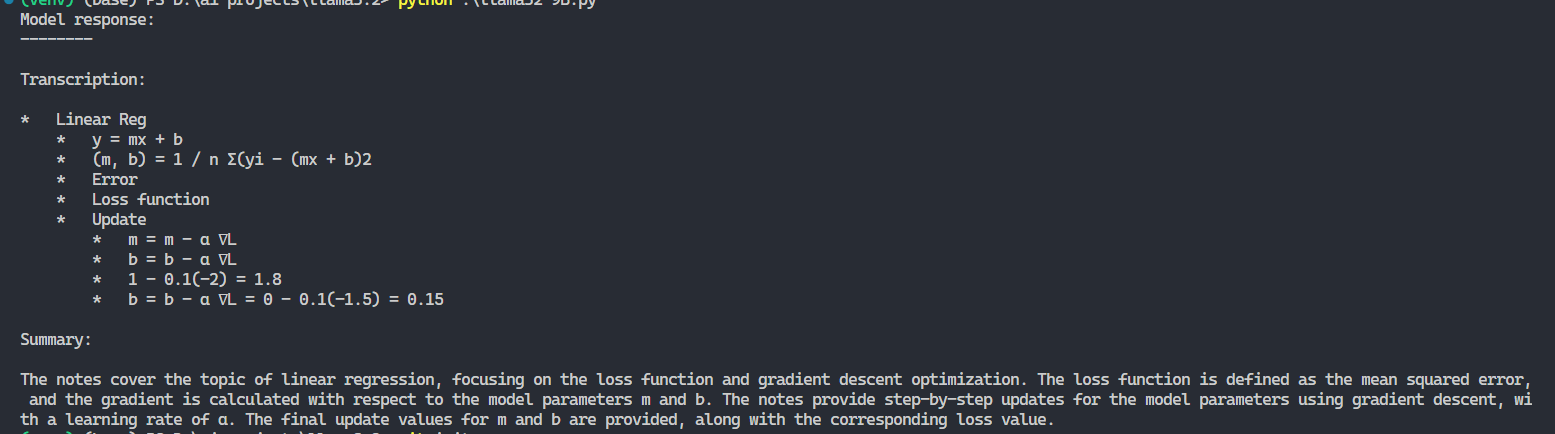 (venv) (base) PS D:\ai projects\llama3.2> python .\llama32 9B.py
Model response:
--------
Transcription:
*   Linear Reg
*   y = mx + b
*   (m, b) = 1 / n Σ(yi - (mx + b)2
*   Error
*   Loss function
*   Update
*   m = m - α ∇L
*   b = b - α ∇L
*   1 - 0.1(-2) = 1.8
*   b = b - α ∇L = 0 - 0.1(-1.5) = 0.15
Summary:
The notes cover the topic of linear regression, focusing on the loss function and gradient descent optimization. The loss function is defined as the mean squared error,
and the gradient is calculated with respect to the model parameters m and b. The notes provide step-by-step updates for the model parameters using gradient descent, wi
th a learning rate of α. The final update values for m and b are provided, along with the corresponding loss value.